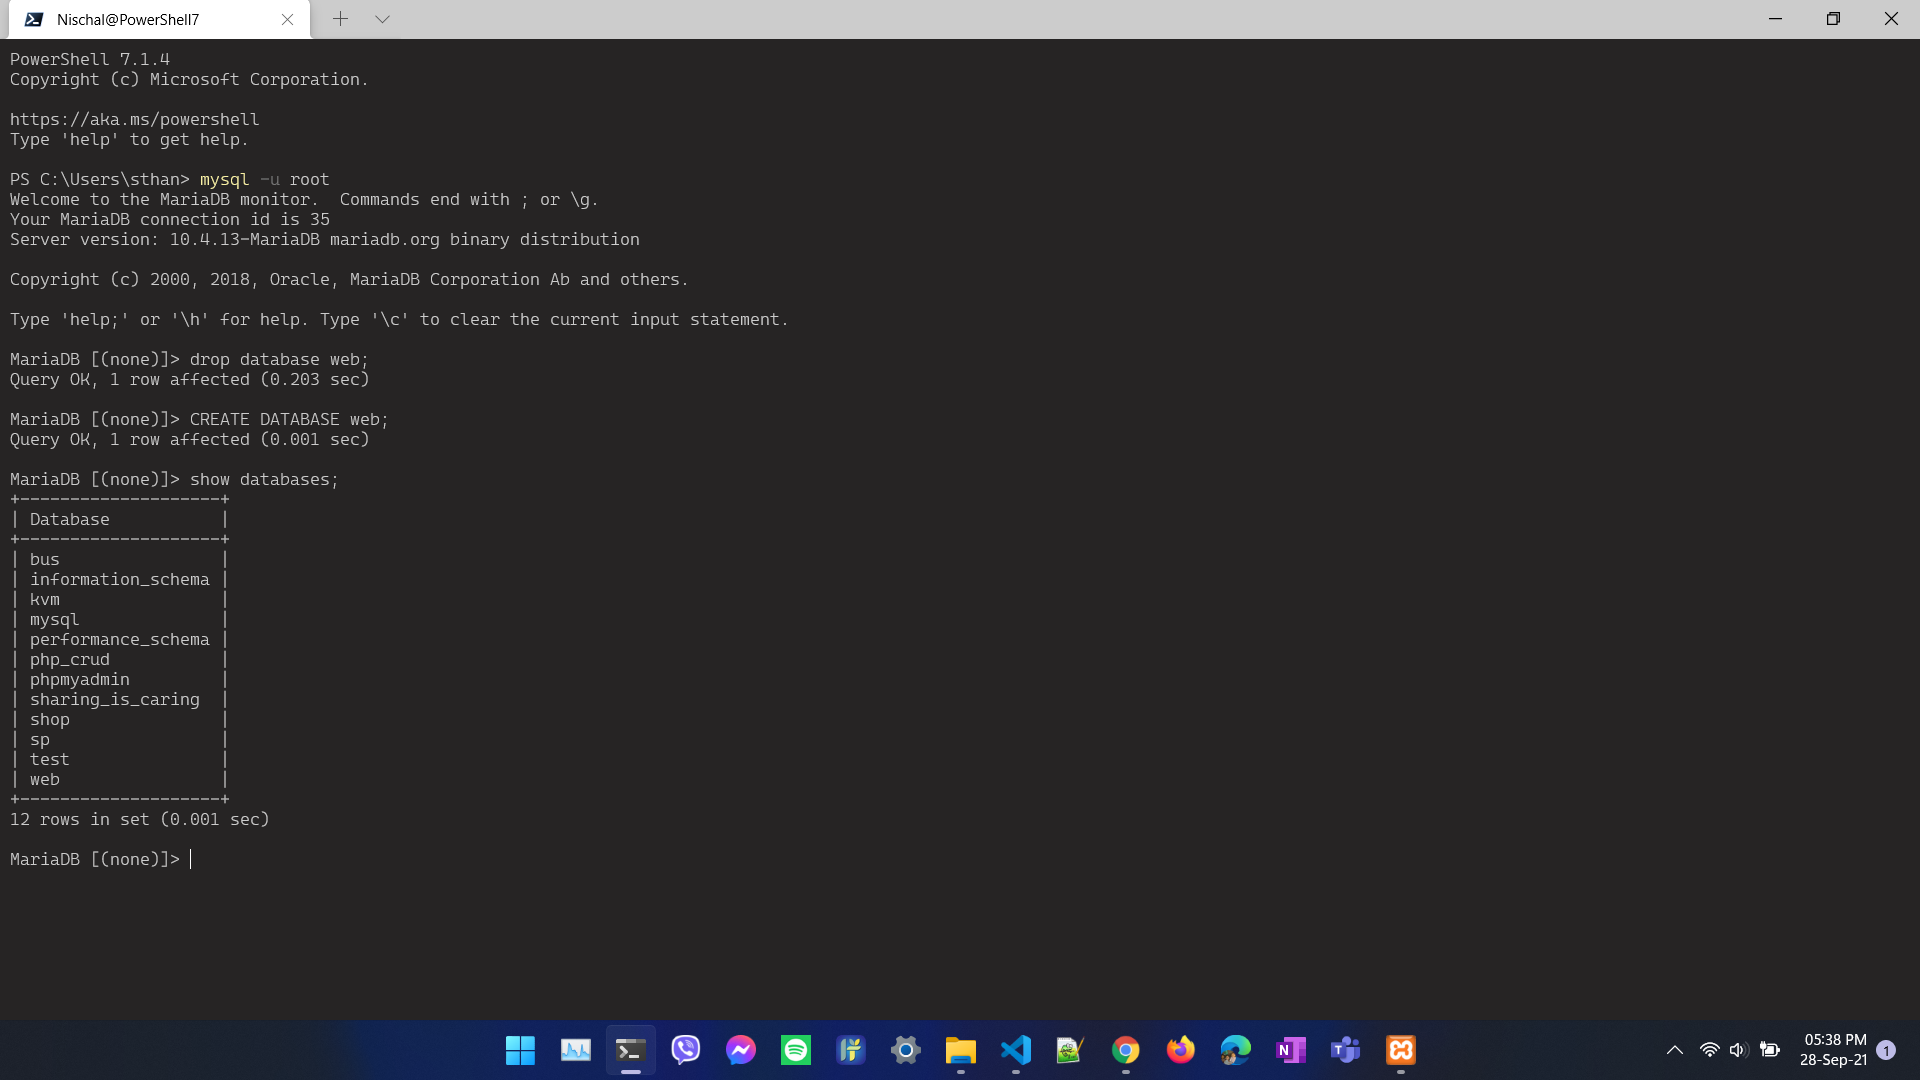 Nischal@PowerShell7
PowerShell 7.1.4
Copyright (c) Microsoft Corporation.
https://aka.ms/powershell
Type 'help' to get help.
PS C:\Users\sthan> mysql -u root
Welcome to the MariaDB monitor.  Commands end with ; or \g.
Your MariaDB connection id is 35
Server version: 10.4.13-MariaDB mariadb.org binary distribution
Copyright (c) 2000, 2018, Oracle, MariaDB Corporation Ab and others.
Type 'help;' or '\h' for help. Type '\c' to clear the current input statement.
MariaDB [(none)]> drop database web;
Query OK, 1 row affected (0.203 sec)
MariaDB [(none)]> CREATE DATABASE web;
Query OK, 1 row affected (0.001 sec)
MariaDB [(none)]> show databases;
+--------------------+
| Database           |
+--------------------+
| bus                |
| information_schema |
| kvm                |
| mysql              |
| performance_schema |
| php_crud           |
| phpmyadmin         |
| sharing_is_caring  |
| shop               |
| sp                 |
| test               |
| web                |
+--------------------+
12 rows in set (0.001 sec)
MariaDB [(none)]>
05:38 PM
28-Sep-21
1